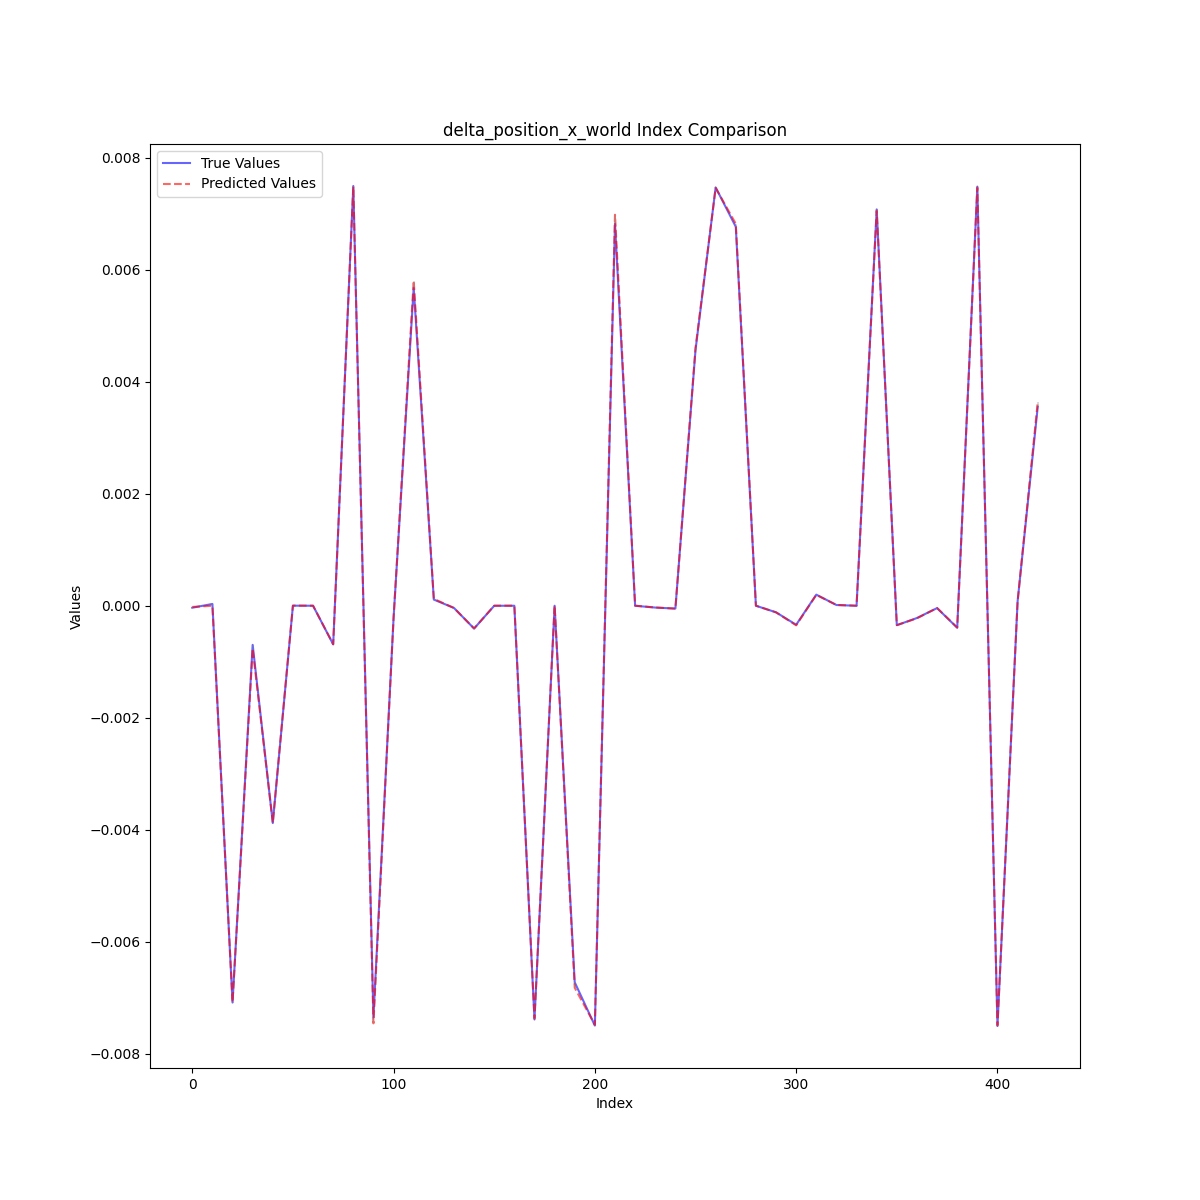 delta_position_x_world Index Comparison
True Values
Predicted Values
0.008
0.006
0.004
0.002
0.000
−0.002
−0.004
−0.006
−0.008
Values
0 100 200 300 400
Index